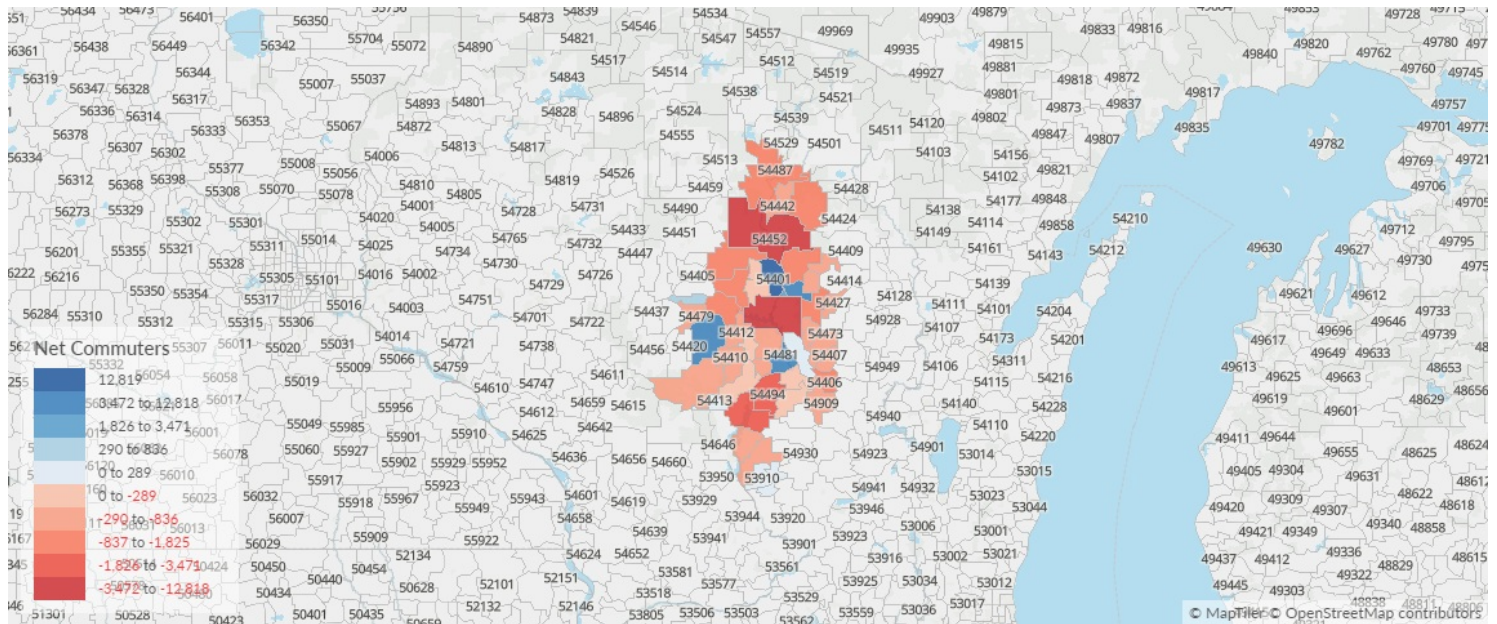 56434 56473 56401 56350 55756 54873 54839 54534 49903 49879 49853 49728 49715
56361 56438 56449 56342 55704 55072 54890 54821 54546 54547 54557 49969 49935 49815 49833 49816 49840 49820 49762 49780
56319 56344 55007 55037 54843 54517 54514 54512 54519 49927 49881 49818 49872 49760 49745
56347 56328 56317 54893 54801 54538 54521 49801 49873 49837 49817 49757
56336 56314 56333 56353 55067 54872 54828 54896 54524 54539 54511 54120 49802 49847 49807 49835 49701 49775
56378 56307 56302 54006 54813 54817 54555 54529 54501 54103 54156 49821 49782 49769 49721
56334 55377 55008 55056 54513 54487 54102
56312 56368 56398 55308 55070 55078 54810 54805 54819 54526 54459 54428 54177 49848 49706
56273 55329 55302 55301 54001 54020 54005 54728 54731 54490 54442 54424 54138 54114 49858 54210 49705
56201 55355 55321 55311 55014 54025 54734 54765 54732 54433 54451 54452 54409 54149 54161 54143 54212 49630 49627 49712 49795
56216 55328 55305 55101 54016 54002 54730 54726 54447 54405 54401 54414 54139 49730
55350 55354 55317 55016 54003 54751 54729 54427 54128 54111 54101 54204 49621 49612
56284 55310 55312 55315 55306 54014 54701 54722 54437 54479 54412 54473 54928 54107 54173 54201 49696 49646 49733 49739
Net Commuters
55307 56011 55020 55031 55066 54721 54759 54738 54456 54420 54410 54481 54407 54949 54106 54311 49617 49649 49633
55332 56054 56058 55009 49613 48653
12,819
55019 54610 54747 54611 54413 54494 54406 54115 54216 49625 49663 48656
3,472 to 12,818
56017 55956 54612 54659 54615 54909 54940 54140 54228 49619 49601 48629
1,826 to 3,471
56001 55049 55985 55901 55910 54625 54642 54110 54220 49411 49644
290 to 836
56078 55060 55927 55902 55929 55952 54636 54656 54660 54646 54930 54923 54901 53014 49655 48625 48624
0 to 289
56010 55917 55923 53950 53910 53015 49405 49304 49631 48612
0 to -289
56023 56032 55918 55967 55943 54601 54619 53929 54941 54932 53023 53044 49420 49309 49307 48622 48618
-290 to -836
56013 56007 55909 55922 54658 54639 53944 53920 53946 53006 53001 49421 49349 49340 48858
-837 to -1,825
56029 52134 54624 54652 53941 53901 53923 53916 53002 53021 49437 49412 49336 48829 48615
-1,826 to -3,471
56450 50454 53581 53561 49322
-3,472 to -12,818
50440 50628 52101 52151 53518 53577 53529 53925 53034 53012 49445 49303
50434 52132 52146 53017
51301 50528 50423 50401 50435 50659 53805 53506 53503 53562 53559 53036 48838 48811
© MapTiler © OpenStreetMap contributors